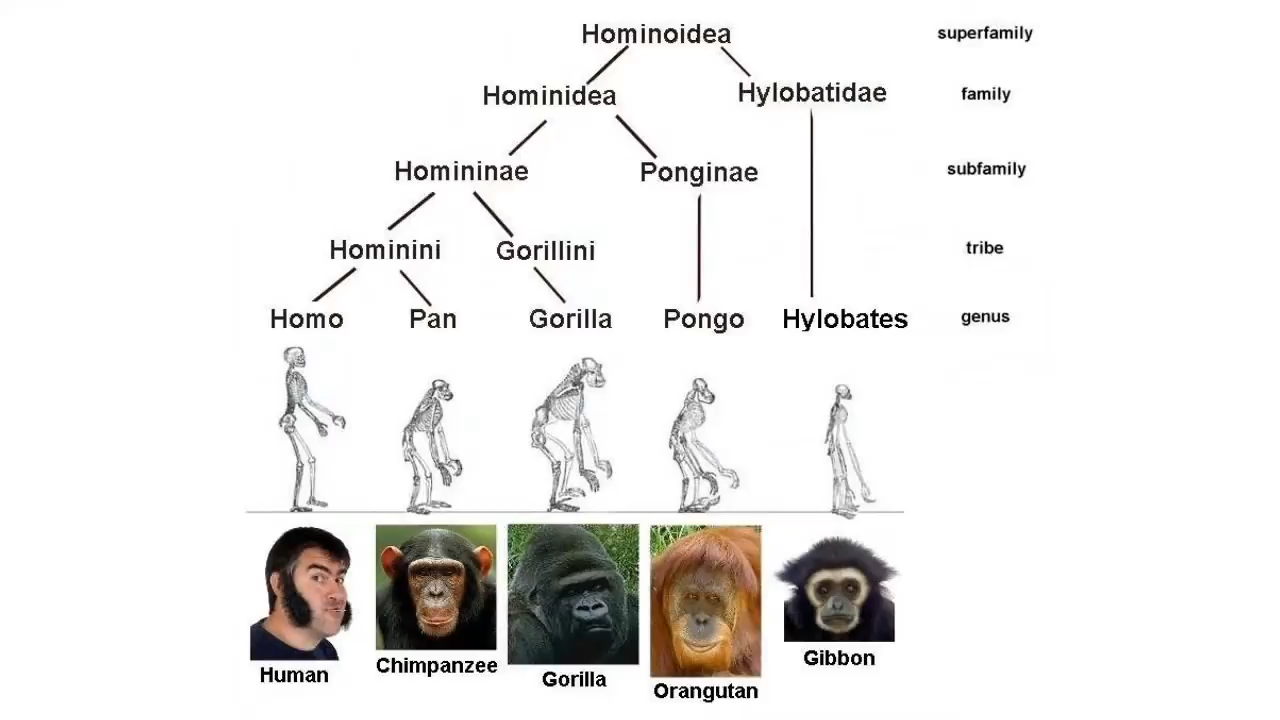 Hominoidea superfamily
Hominidea Hylobatidae family
Homininae Ponginae subfamily
Hominini Gorillini tribe
Homo Pan Gorilla Pongo Hylobates genus
Human Chimpanzee Gorilla Orangutan Gibbon